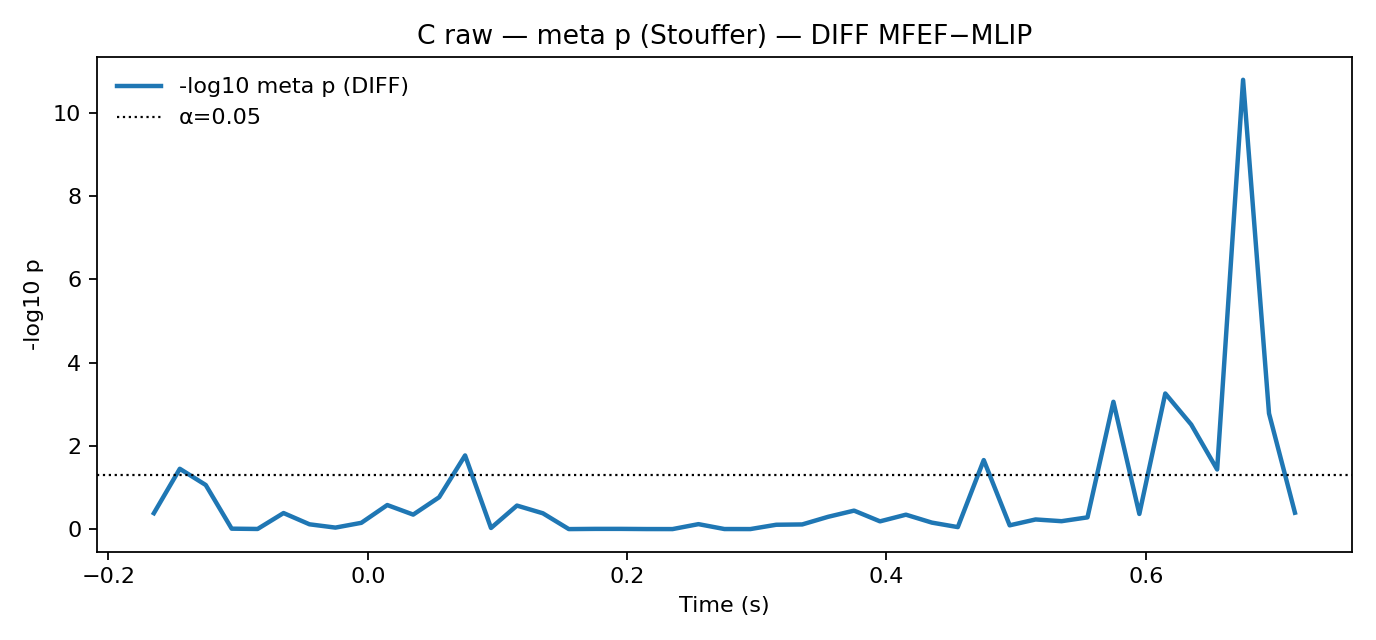 C raw — meta p (Stouffer) — DIFF MFEF−MLIP
-log10 meta p (DIFF)
α=0.05
-log10 p
10
8
6
4
2
0
−0.2
0.0
0.2
0.4
0.6
Time (s)